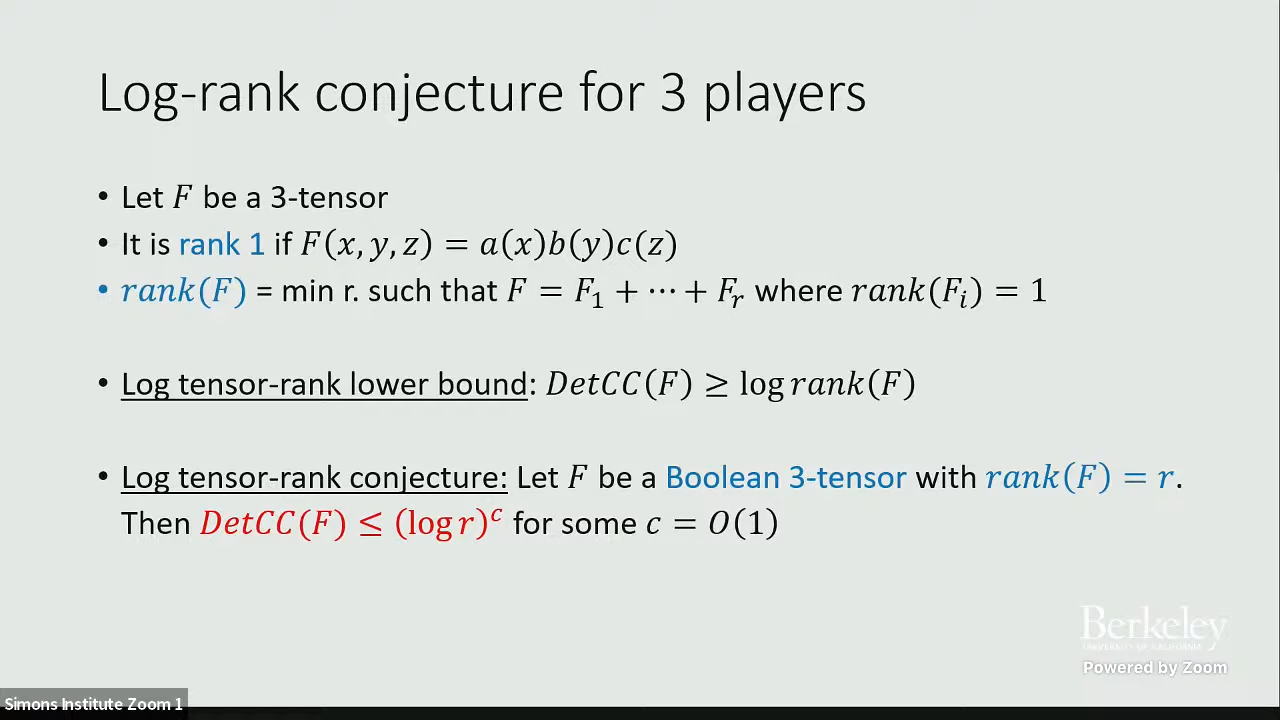 Log-rank conjecture for 3 players
• Let F be a 3-tensor
• It is rank 1 if F(x, y, z) = a(x)b(y)c(z)
• rank(F) = min r. such that F = F₁ + ⋯ + Fᵣ where rank(Fᵢ) = 1
• Log tensor-rank lower bound: DetCC(F) ≥ log rank(F)
• Log tensor-rank conjecture: Let F be a Boolean 3-tensor with rank(F) = r.
Then DetCC(F) ≤ (log r)ᶜ for some c = O(1)
Berkeley
UNIVERSITY OF CALIFORNIA
Powered by Zoom
Simons Institute Zoom 1